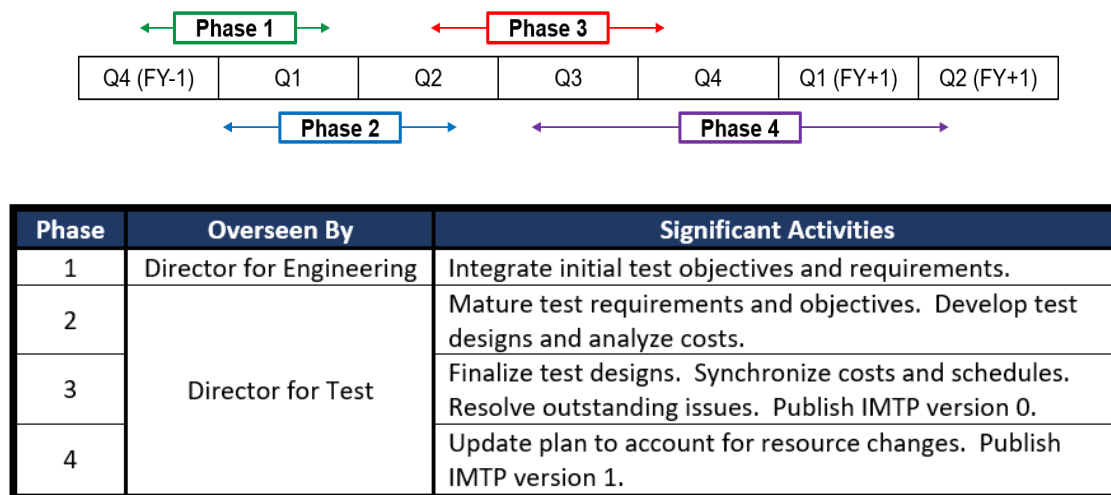 Phase 1
Phase 3
Q4 (FY-1)
Q1
Q2
Q3
Q4
Q1 (FY+1)
Q2 (FY+1)
Phase 2
Phase 4
Phase
Overseen By
Significant Activities
1
Director for Engineering
Integrate initial test objectives and requirements.
2
Director for Test
Mature test requirements and objectives.  Develop test
designs and analyze costs.
3
Finalize test designs.  Synchronize costs and schedules.
Resolve outstanding issues.  Publish IMTP version 0.
4
Update plan to account for resource changes.  Publish
IMTP version 1.